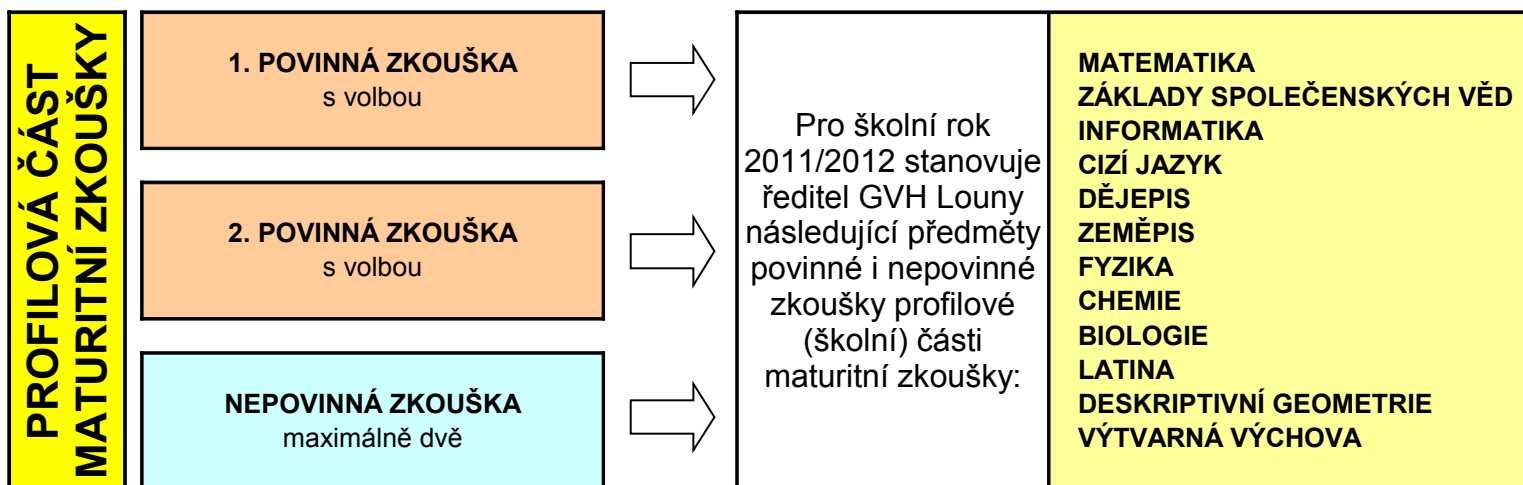 PROFILOVÁ ČÁST
MATURITNÍ ZKOUŠKY
1. POVINNÁ ZKOUŠKA
s volbou
2. POVINNÁ ZKOUŠKA
s volbou
NEPOVINNÁ ZKOUŠKA
maximálně dvě
Pro školní rok
2011/2012 stanovuje
ředitel GVH Louny
následující předměty
povinné i nepovinné
zkoušky profilové
(školní) části
maturitní zkoušky:
MATEMATIKA
ZÁKLADY SPOLEČENSKÝCH VĚD
INFORMATIKA
CIZÍ JAZYK
DĚJEPIS
ZEMĚPIS
FYZIKA
CHEMIE
BIOLOGIE
LATINA
DESKRIPTIVNÍ GEOMETRIE
VÝTVARNÁ VÝCHOVA